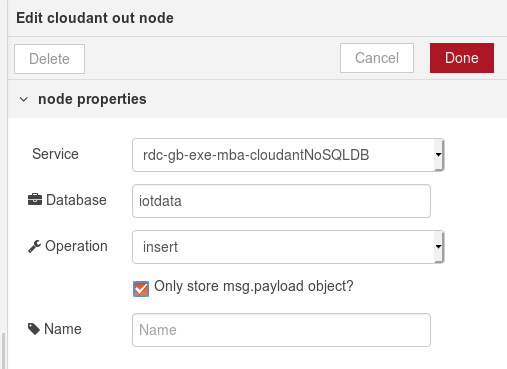 Edit cloudant out node
Delete Cancel Done
node properties
Service rdc-gb-exe-mba-cloudantNoSQLDB
Database iotdata
Operation insert
Only store msg.payload object?
Name Name